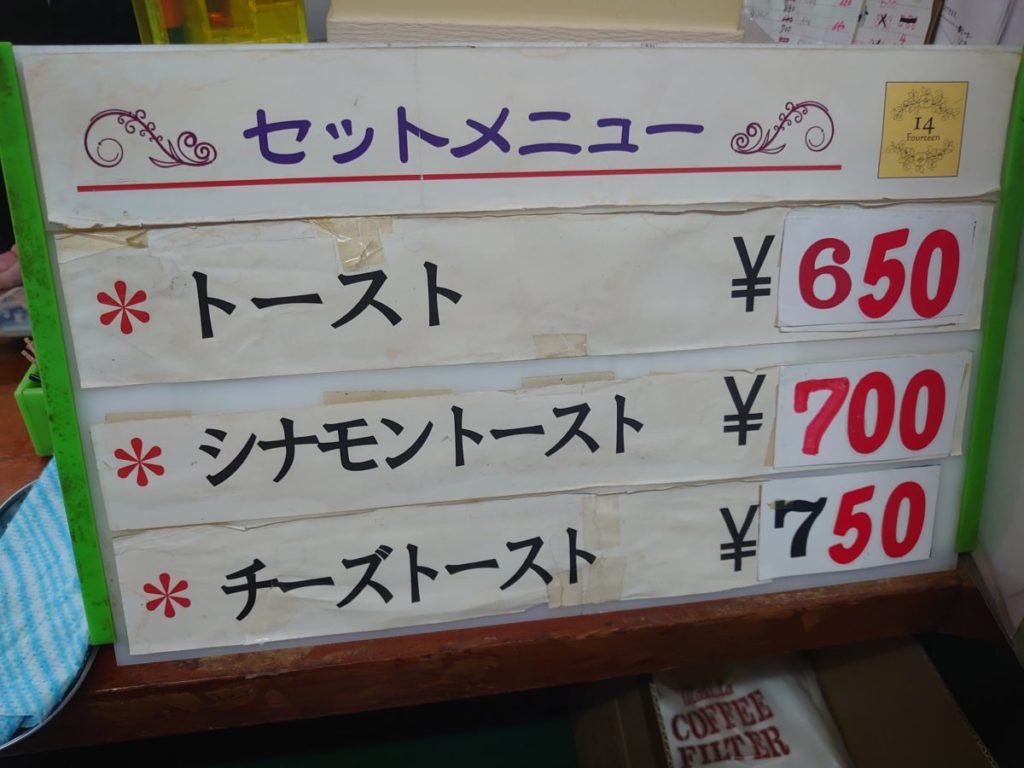 セットメニュー
14
Fourteen
* トースト ¥650
* シナモントースト ¥700
* チーズトースト ¥750
COFFEE
FILTER